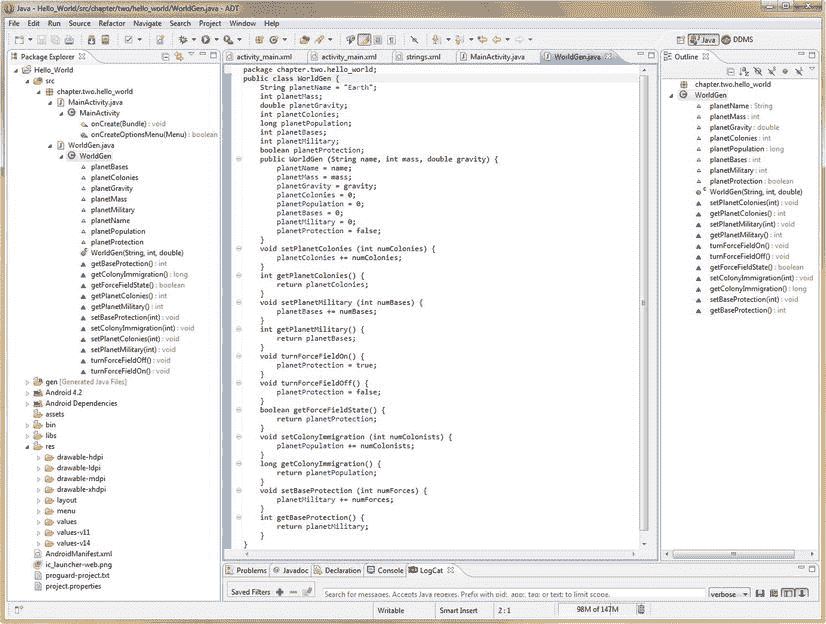 Java - Hello_World/src/chapter/two/hello_world/WorldGen.java - ADT
File Edit Run Source Refactor Navigate Search Project Window Help
Java DDMS
Package Explorer
Hello_World
src
chapter.two.hello_world
MainActivity.java
MainActivity
onCreate(Bundle) : void
onCreateOptionsMenu(Menu) : boolean
WorldGen.java
WorldGen
planetBases
planetColonies
planetGravity
planetMass
planetMilitary
planetName
planetPopulation
planetProtection
WorldGen(String, int, double)
getBaseProtection() : int
getColonyImmigration() : long
getForceFieldState() : boolean
getPlanetColonies() : int
getPlanetMilitary() : int
setBaseProtection(int) : void
setColonyImmigration(int) : void
setPlanetColonies(int) : void
setPlanetMilitary(int) : void
turnForceFieldOff() : void
turnForceFieldOn() : void
gen [Generated Java Files]
Android 4.2
Android Dependencies
assets
bin
libs
res
drawable-hdpi
drawable-ldpi
drawable-mdpi
drawable-xhdpi
layout
menu
values
values-v11
values-v14
AndroidManifest.xml
ic_launcher-web.png
proguard-project.txt
project.properties
activity_main.xml activity_main.xml strings.xml MainActivity.java WorldGen.java
package chapter.two.hello_world;
public class WorldGen {
String planetName = "Earth";
int planetMass;
double planetGravity;
int planetColonies;
long planetPopulation;
int planetBases;
int planetMilitary;
boolean planetProtection;
public WorldGen (String name, int mass, double gravity) {
planetName = name;
planetMass = mass;
planetGravity = gravity;
planetColonies = 0;
planetPopulation = 0;
planetBases = 0;
planetMilitary = 0;
planetProtection = false;
}
void setPlanetColonies (int numColonies) {
planetColonies += numColonies;
}
int getPlanetColonies() {
return planetColonies;
}
void setPlanetMilitary (int numBases) {
planetBases += numBases;
}
int getPlanetMilitary() {
return planetBases;
}
void turnForceFieldOn() {
planetProtection = true;
}
void turnForceFieldOff() {
planetProtection = false;
}
boolean getForceFieldState() {
return planetProtection;
}
void setColonyImmigration (int numColonists) {
planetPopulation += numColonists;
}
long getColonyImmigration() {
return planetPopulation;
}
void setBaseProtection (int numForces) {
planetMilitary += numForces;
}
int getBaseProtection() {
return planetMilitary;
}
}
Outline
chapter.two.hello_world
WorldGen
planetName : String
planetMass : int
planetGravity : double
planetColonies : int
planetPopulation : long
planetBases : int
planetMilitary : int
planetProtection : boolean
WorldGen(String, int, double)
setPlanetColonies(int) : void
getPlanetColonies() : int
setPlanetMilitary(int) : void
getPlanetMilitary() : int
turnForceFieldOn() : void
turnForceFieldOff() : void
getForceFieldState() : boolean
setColonyImmigration(int) : void
getColonyImmigration() : long
setBaseProtection(int) : void
getBaseProtection() : int
Problems @ Javadoc Declaration Console LogCat
Saved Filters Search for messages. Accepts Java regexes. Prefix with pid:, app:, tag: or text: to limit scope. verbose
Writable Smart Insert 2 : 1 98M of 147M